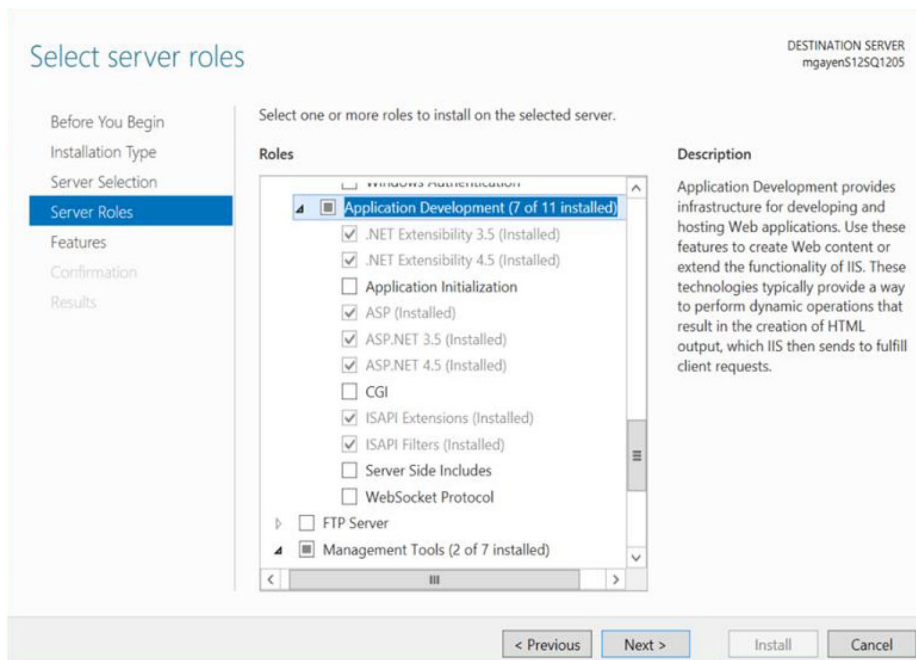 Select server roles
DESTINATION SERVER
mgayenS12SQ1205
Before You Begin
Installation Type
Server Selection
Server Roles
Features
Confirmation
Results
Select one or more roles to install on the selected server.
Roles
Windows Authentication
Application Development (7 of 11 installed)
.NET Extensibility 3.5 (Installed)
.NET Extensibility 4.5 (Installed)
Application Initialization
ASP (Installed)
ASP.NET 3.5 (Installed)
ASP.NET 4.5 (Installed)
CGI
ISAPI Extensions (Installed)
ISAPI Filters (Installed)
Server Side Includes
WebSocket Protocol
FTP Server
Management Tools (2 of 7 installed)
Description
Application Development provides
infrastructure for developing and
hosting Web applications. Use these
features to create Web content or
extend the functionality of IIS. These
technologies typically provide a way
to perform dynamic operations that
result in the creation of HTML
output, which IIS then sends to fulfill
client requests.
< Previous
Next >
Install
Cancel